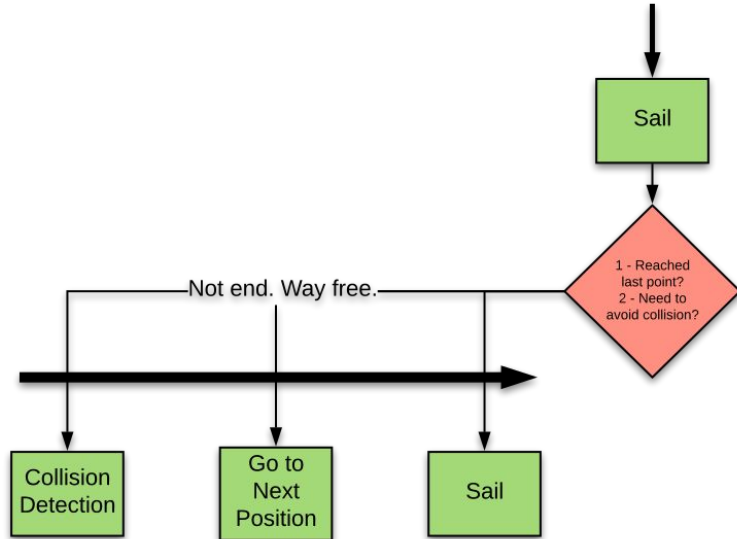 Sail
1 - Reached
last point?
2 - Need to
avoid collision?
Not end. Way free.
Collision
Detection
Go to
Next
Position
Sail